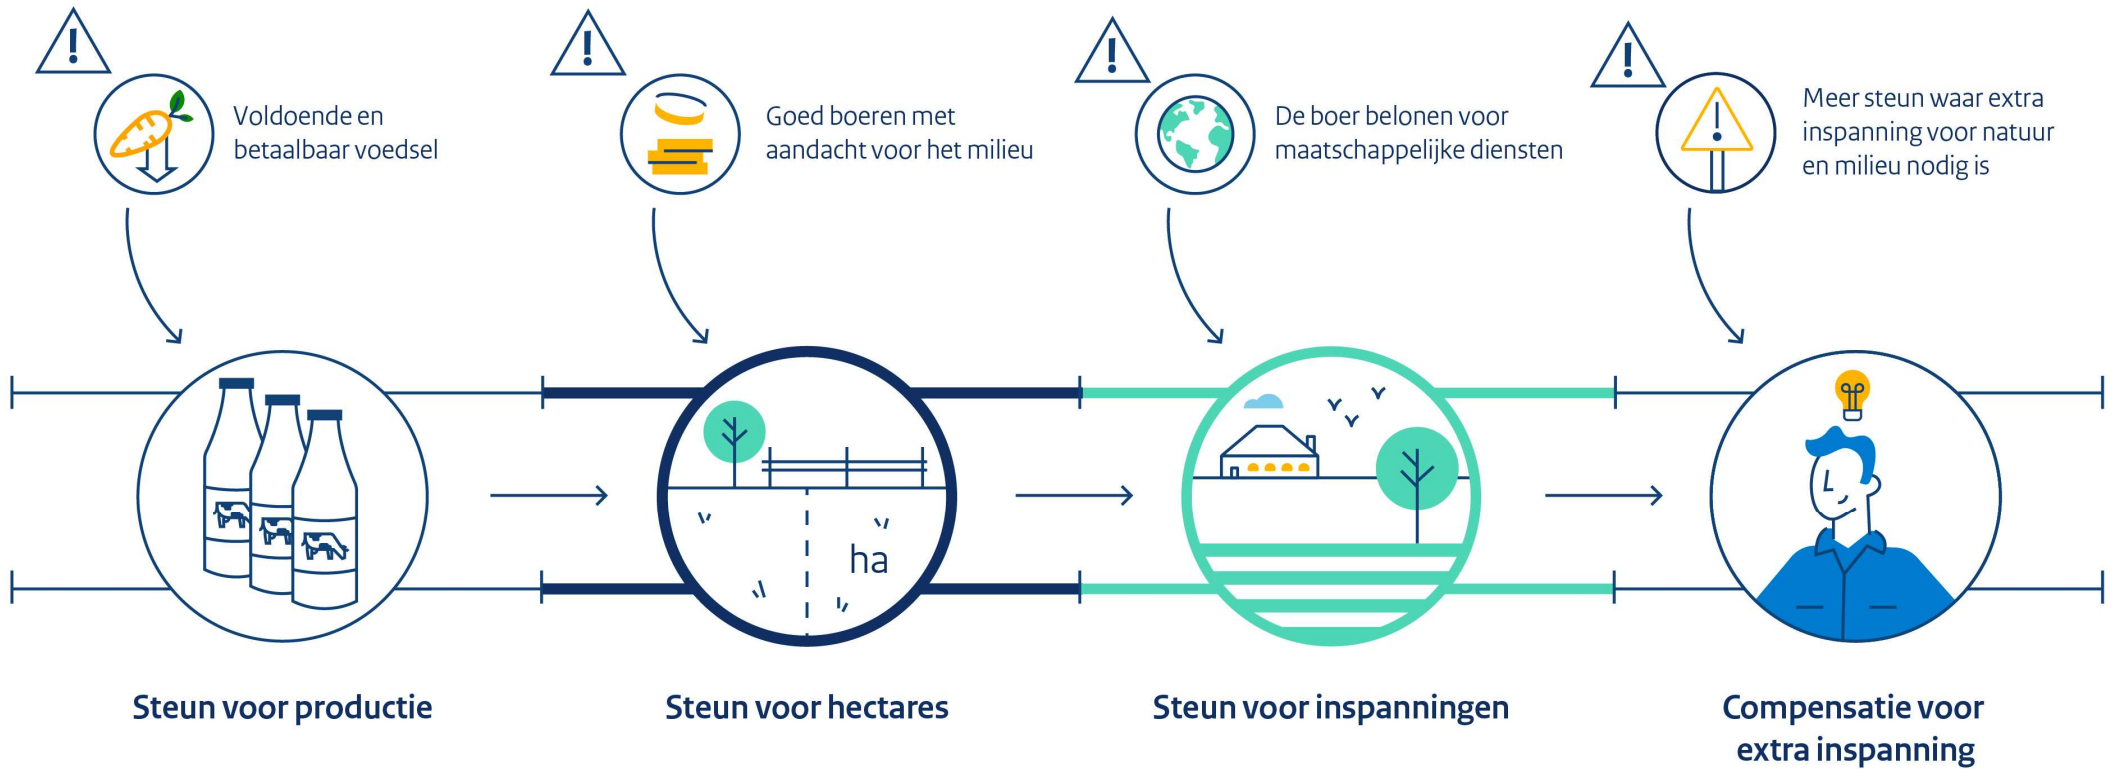 Voldoende en
betaalbaar voedsel
Goed boeren met
aandacht voor het milieu
De boer belonen voor
maatschappelijke diensten
Meer steun waar extra
inspanning voor natuur
en milieu nodig is
ha
Steun voor productie
Steun voor hectares
Steun voor inspanningen
Compensatie voor
extra inspanning